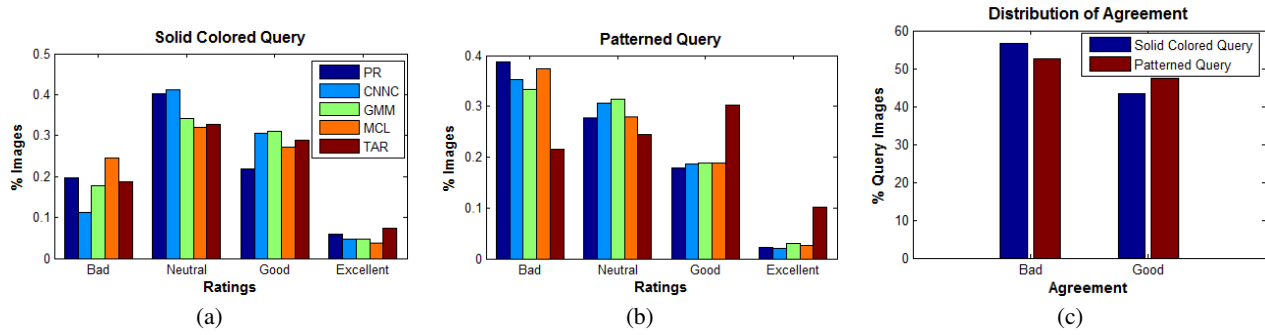 Solid Colored Query
% Images
0.5
0.4
0.3
0.2
0.1
0
PR
CNNC
GMM
MCL
TAR
Bad Neutral Good Excellent
Ratings
(a)
Patterned Query
% Images
0.4
0.3
0.2
0.1
0
Bad Neutral Good Excellent
Ratings
(b)
Distribution of Agreement
% Query Images
60
50
40
30
20
10
0
Solid Colored Query
Patterned Query
Bad Good
Agreement
(c)